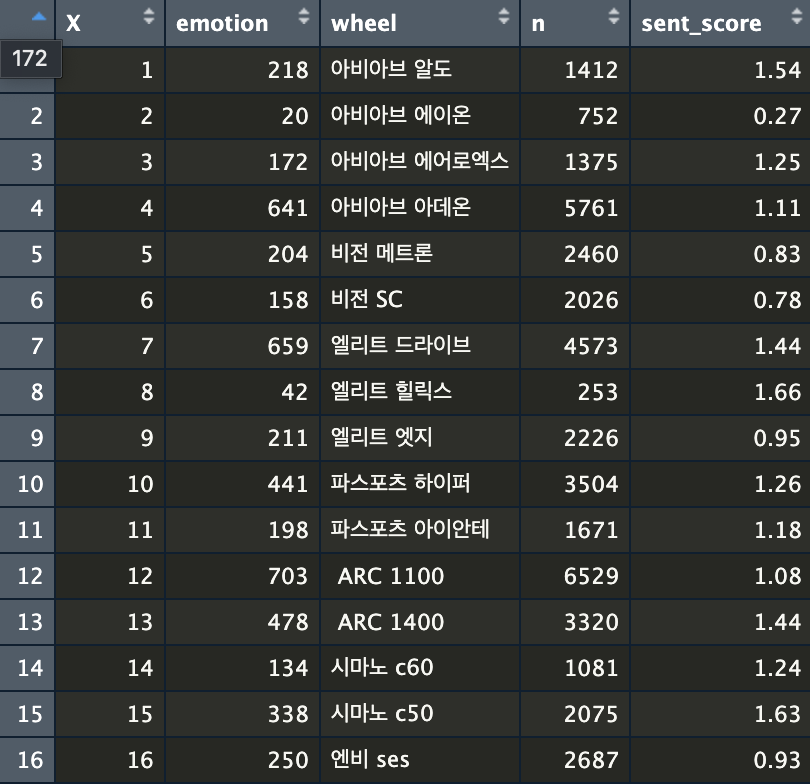 X emotion wheel n sent_score
172 1 218 아비아브 알도 1412 1.54
2 2 20 아비아브 에이온 752 0.27
3 3 172 아비아브 에어로엑스 1375 1.25
4 4 641 아비아브 아데온 5761 1.11
5 5 204 비전 메트론 2460 0.83
6 6 158 비전 SC 2026 0.78
7 7 659 엘리트 드라이브 4573 1.44
8 8 42 엘리트 힐릭스 253 1.66
9 9 211 엘리트 엣지 2226 0.95
10 10 441 파스포츠 하이퍼 3504 1.26
11 11 198 파스포츠 아이안테 1671 1.18
12 12 703 ARC 1100 6529 1.08
13 13 478 ARC 1400 3320 1.44
14 14 134 시마노 c60 1081 1.24
15 15 338 시마노 c50 2075 1.63
16 16 250 엔비 ses 2687 0.93